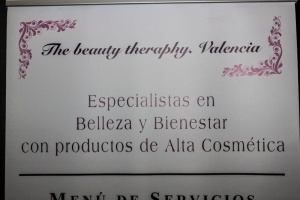 The beauty theraphy. Valencia
Especialistas en
Belleza y Bienestar
con productos de Alta Cosmética
MENÚ DE SERVICIOS